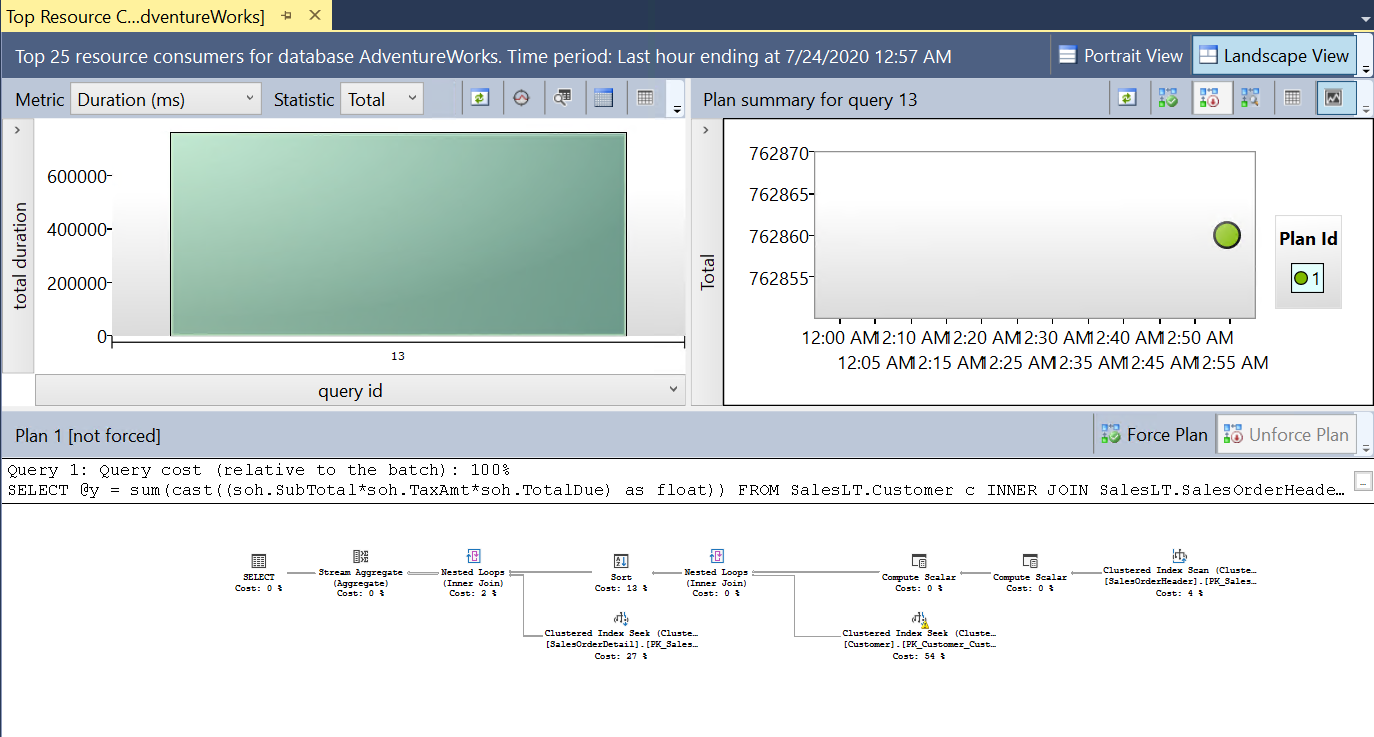 Top Resource C...dventureWorks]
Top 25 resource consumers for database AdventureWorks. Time period: Last hour ending at 7/24/2020 12:57 AM
Portrait View
Landscape View
Metric Duration (ms) Statistic Total
Plan summary for query 13
total duration
600000
400000
200000
0
13
query id
Total
762870
762865
762860
762855
12:00 AM 12:10 AM 12:20 AM 12:30 AM 12:40 AM 12:50 AM
12:05 AM 12:15 AM 12:25 AM 12:35 AM 12:45 AM 12:55 AM
Plan Id
1
Plan 1 [not forced]
Force Plan
Unforce Plan
Query 1: Query cost (relative to the batch): 100%
SELECT @y = sum(cast((soh.SubTotal*soh.TaxAmt*soh.TotalDue) as float)) FROM SalesLT.Customer c INNER JOIN SalesLT.SalesOrderHeade...
SELECT
Cost: 0 %
Stream Aggregate
(Aggregate)
Cost: 0 %
Nested Loops
(Inner Join)
Cost: 2 %
Sort
Cost: 13 %
Nested Loops
(Inner Join)
Cost: 0 %
Compute Scalar
Cost: 0 %
Compute Scalar
Cost: 0 %
Clustered Index Scan (Cluste...
[SalesOrderHeader].[PK_Sales...
Cost: 4 %
Clustered Index Seek (Cluste...
[SalesOrderDetail].[PK_Sales...
Cost: 27 %
Clustered Index Seek (Cluste...
[Customer].[PK_Customer_Cust...
Cost: 54 %